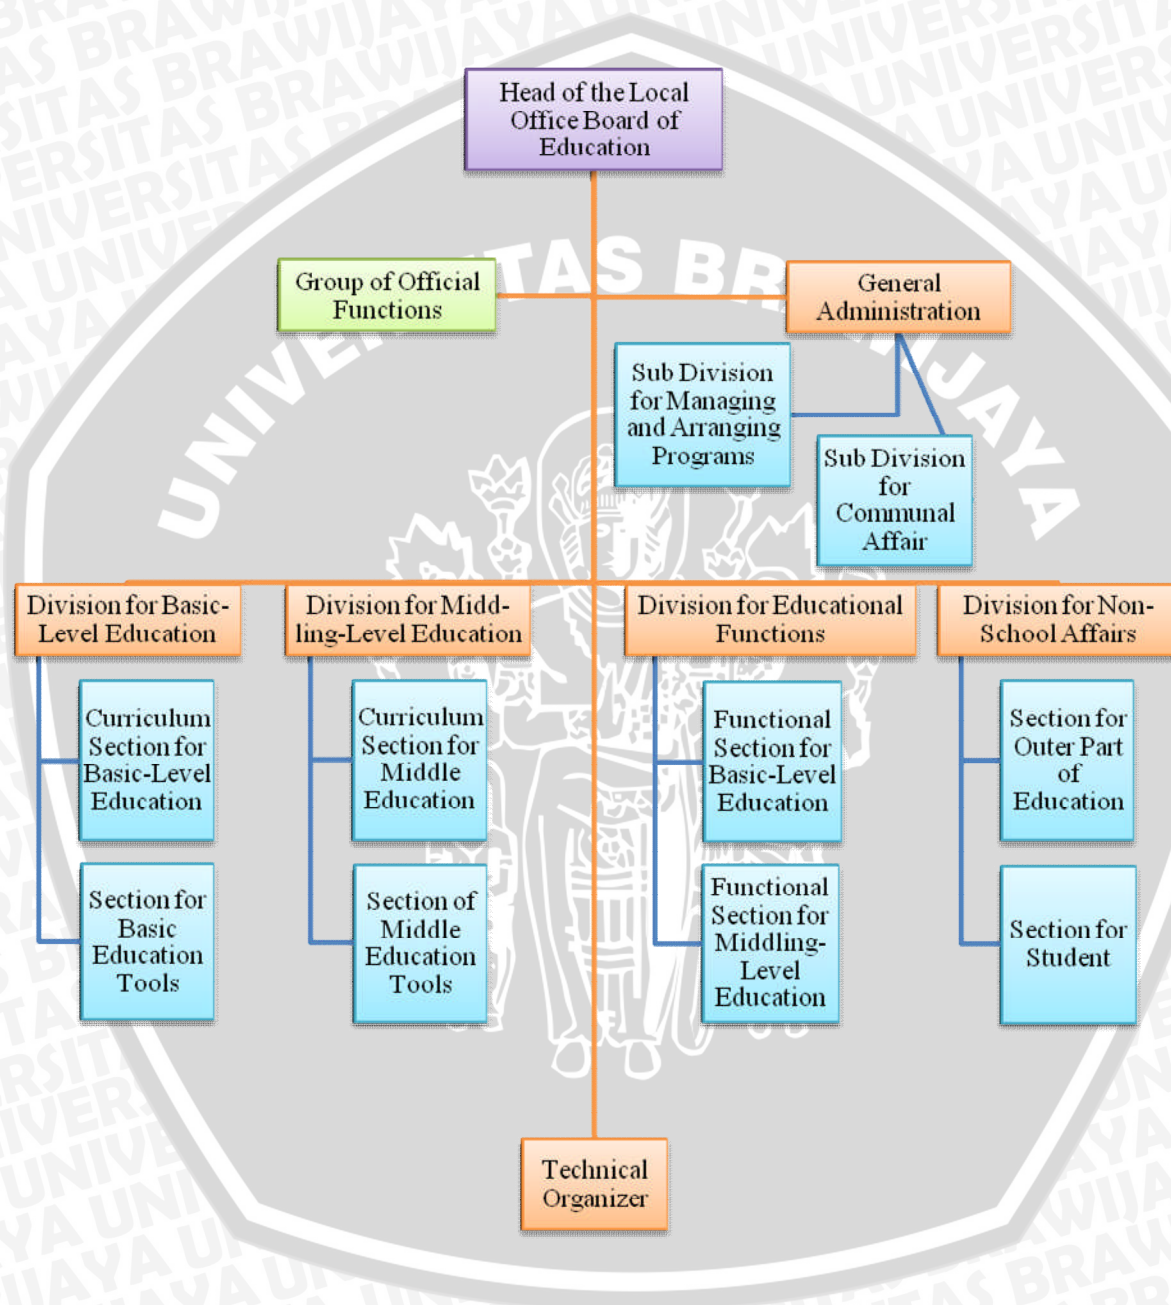 Head of the Local
Office Board of
Education
Group of Official
Functions
General
Administration
Sub Division
for Managing
and Arranging
Programs
Sub Division
for
Communal
Affair
Division for Basic-
Level Education
Division for Midd-
ling-Level Education
Division for Educational
Functions
Division for Non-
School Affairs
Curriculum
Section for
Basic-Level
Education
Curriculum
Section for
Middle
Education
Functional
Section for
Basic-Level
Education
Section for
Outer Part
of
Education
Section for
Basic
Education
Tools
Section of
Middle
Education
Tools
Functional
Section for
Middling-
Level
Education
Section for
Student
Technical
Organizer
UNIVERSITAS BRAWIJAYA